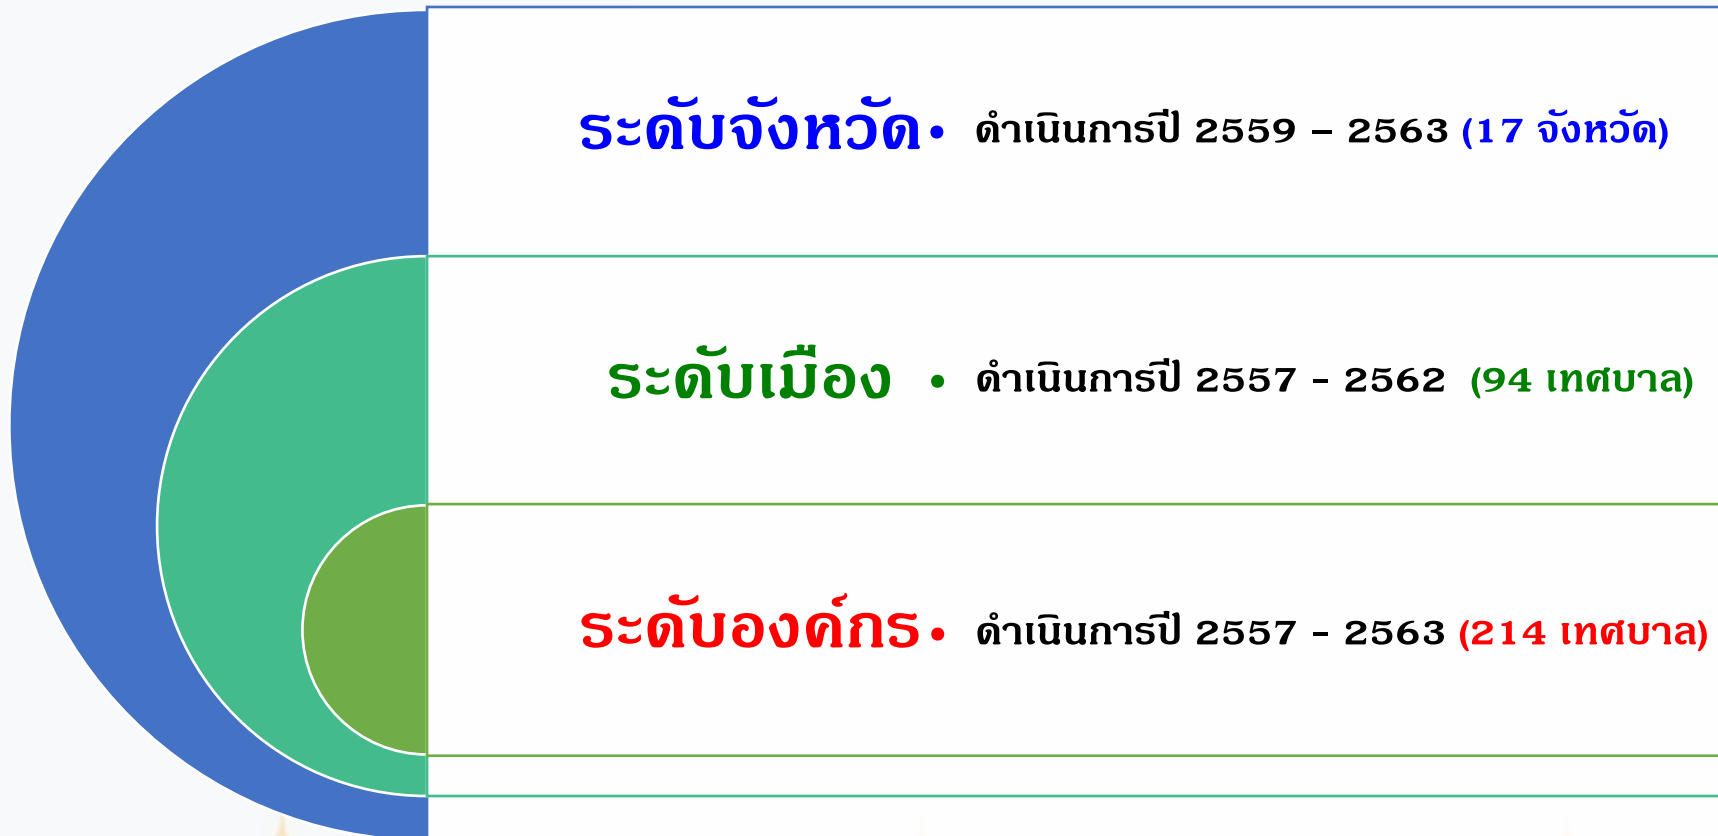 ระดับจังหวัด • ดำเนินการปี 2559 – 2563 (17 จังหวัด)
ระดับเมือง • ดำเนินการปี 2557 - 2562 (94 เทศบาล)
ระดับองค์กร • ดำเนินการปี 2557 - 2563 (214 เทศบาล)